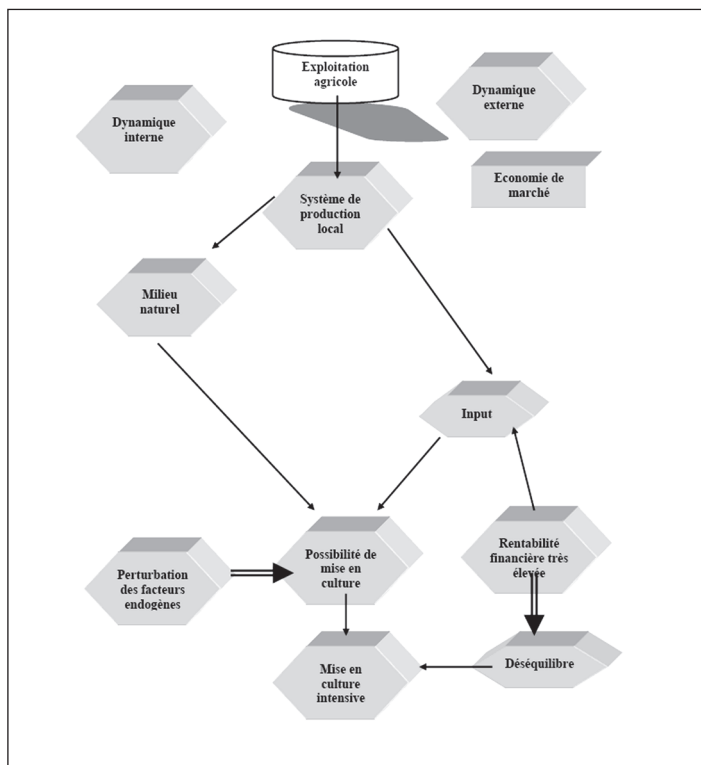 Exploitation
agricole
Dynamique
externe
Dynamique
interne
Economie de
marché
Système de
production
local
Milieu
naturel
Input
Possibilité de
mise en
culture
Rentabilité
financière très
élevée
Perturbation
des facteurs
endogènes
Mise en
culture
intensive
Déséquilibre